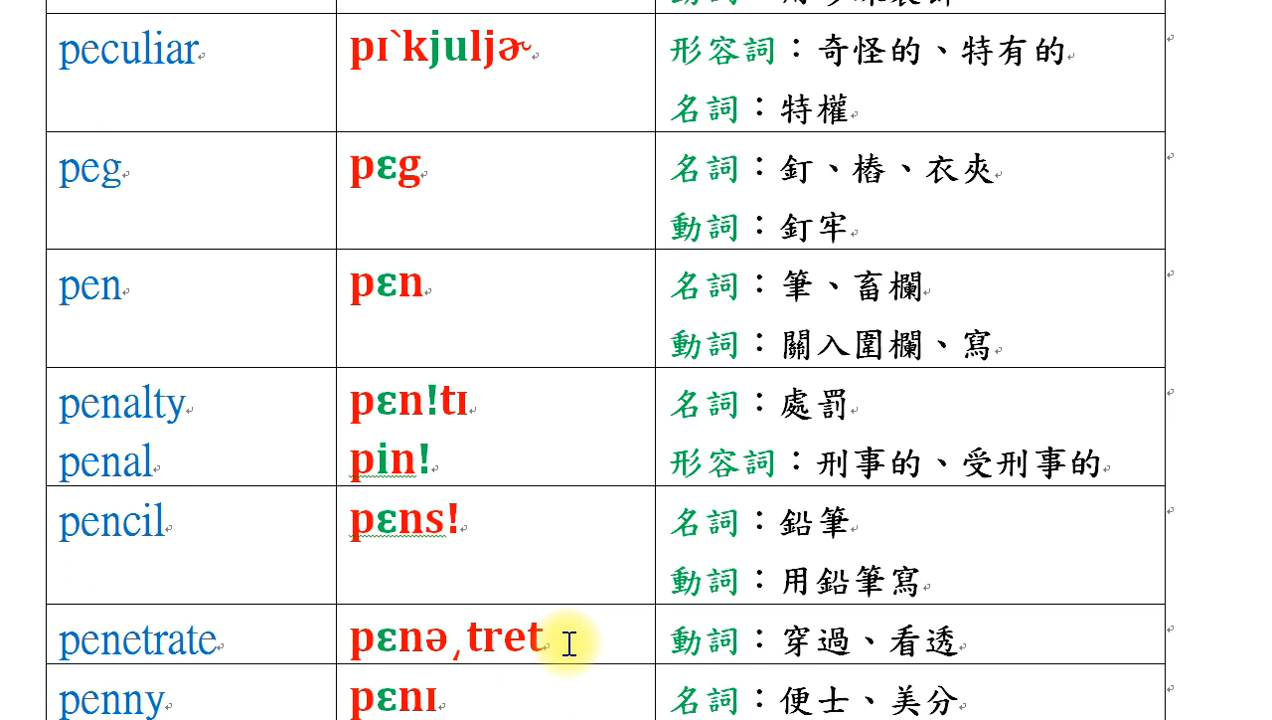 peculiar pɪˋkjuljɚ 形容詞：奇怪的、特有的
名詞：特權
peg pɛg 名詞：釘、樁、衣夾
動詞：釘牢
pen pɛn 名詞：筆、畜欄
動詞：關入圍欄、寫
penalty pɛn!tɪ 名詞：處罰
penal pin! 形容詞：刑事的、受刑事的
pencil pɛns! 名詞：鉛筆
動詞：用鉛筆寫
penetrate pɛnə͵tret 動詞：穿過、看透
penny pɛnɪ 名詞：便士、美分